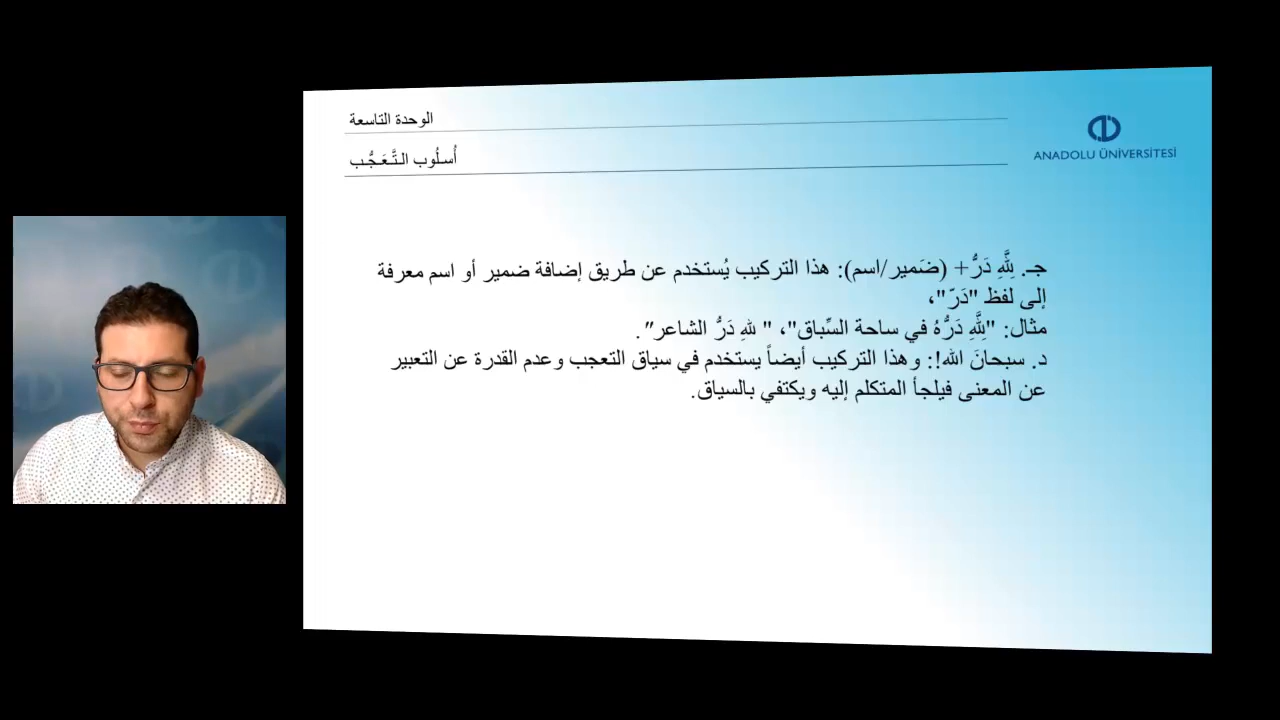 الوحدة التاسعة
أُسلُوب التَّعَجُّب
ANADOLU ÜNİVERSİTESİ
جـ. لِلَّهِ دَرُّ+ (ضَمير/اسم): هذا التركيب يُستخدم عن طريق إضافة ضمير أو اسم معرفة
إلى لفظ "دَرّ"،
مثال: "لِلَّهِ دَرُّهُ في ساحة السِّباق"، " للهِ دَرُّ الشاعر".
د. سبحانَ الله!: وهذا التركيب أيضاً يستخدم في سياق التعجب وعدم القدرة عن التعبير
عن المعنى فيلجأ المتكلم إليه ويكتفي بالسياق.